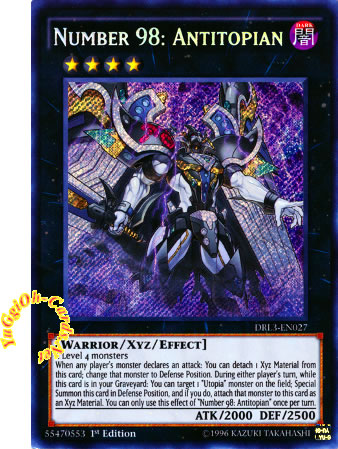 NUMBER 98: ANTITOPIAN
DARK
闇
DRL3-EN027
[WARRIOR/XYZ/EFFECT]
Level 4 monsters
When any player's monster declares an attack: You can detach 1 Xyz Material from
this card; change that monster to Defense Position. During either player's turn, while
this card is in your Graveyard: You can target 1 "Utopia" monster on the field; Special
Summon this card in Defense Position, and if you do, attach that monster to this card as
an Xyz Material. You can only use this effect of "Number 98: Antitopian" once per turn.
ATK/2000 DEF/2500
55470553 1st Edition ©1996 KAZUKI TAKAHASHI